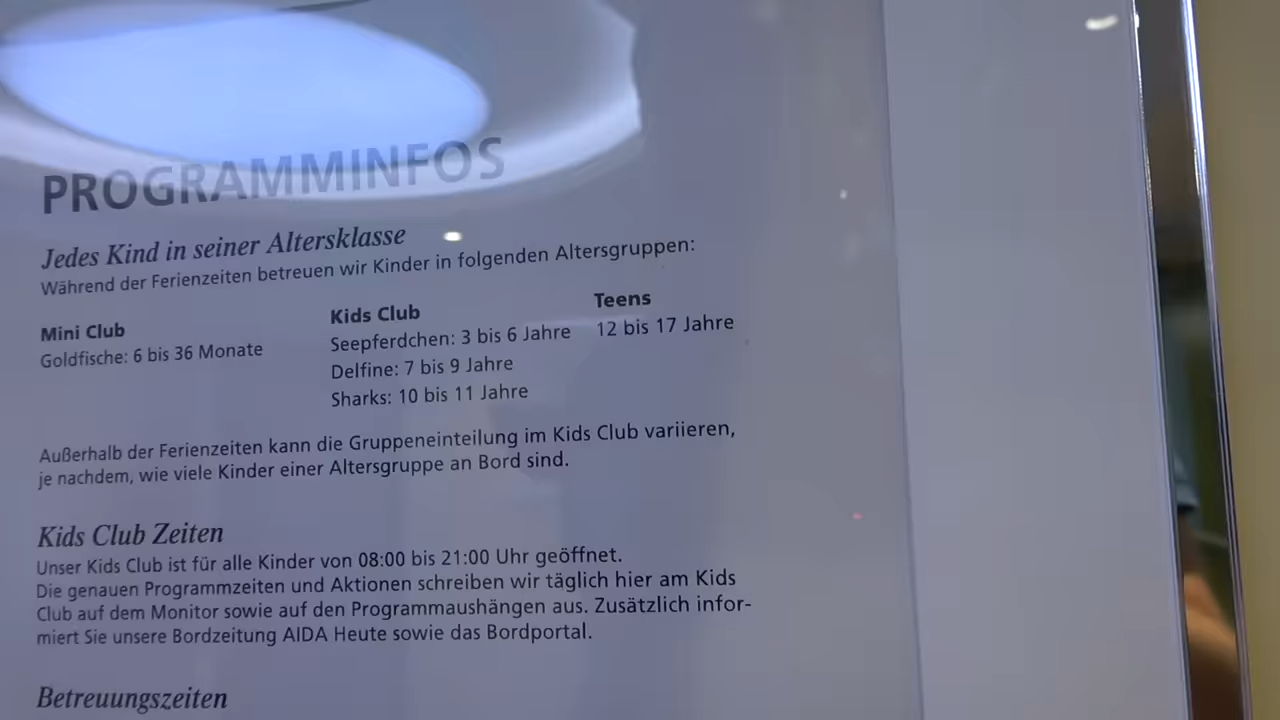 PROGRAMMINFOS
Jedes Kind in seiner Altersklasse
Während der Ferienzeiten betreuen wir Kinder in folgenden Altersgruppen:
Mini Club
Goldfische: 6 bis 36 Monate
Kids Club
Seepferdchen: 3 bis 6 Jahre
Delfine: 7 bis 9 Jahre
Sharks: 10 bis 11 Jahre
Teens
12 bis 17 Jahre
Außerhalb der Ferienzeiten kann die Gruppeneinteilung im Kids Club variieren,
je nachdem, wie viele Kinder einer Altersgruppe an Bord sind.
Kids Club Zeiten
Unser Kids Club ist für alle Kinder von 08:00 bis 21:00 Uhr geöffnet.
Die genauen Programmzeiten und Aktionen schreiben wir täglich hier am Kids
Club auf dem Monitor sowie auf den Programmaushängen aus. Zusätzlich infor-
miert Sie unsere Bordzeitung AIDA Heute sowie das Bordportal.
Betreuungszeiten